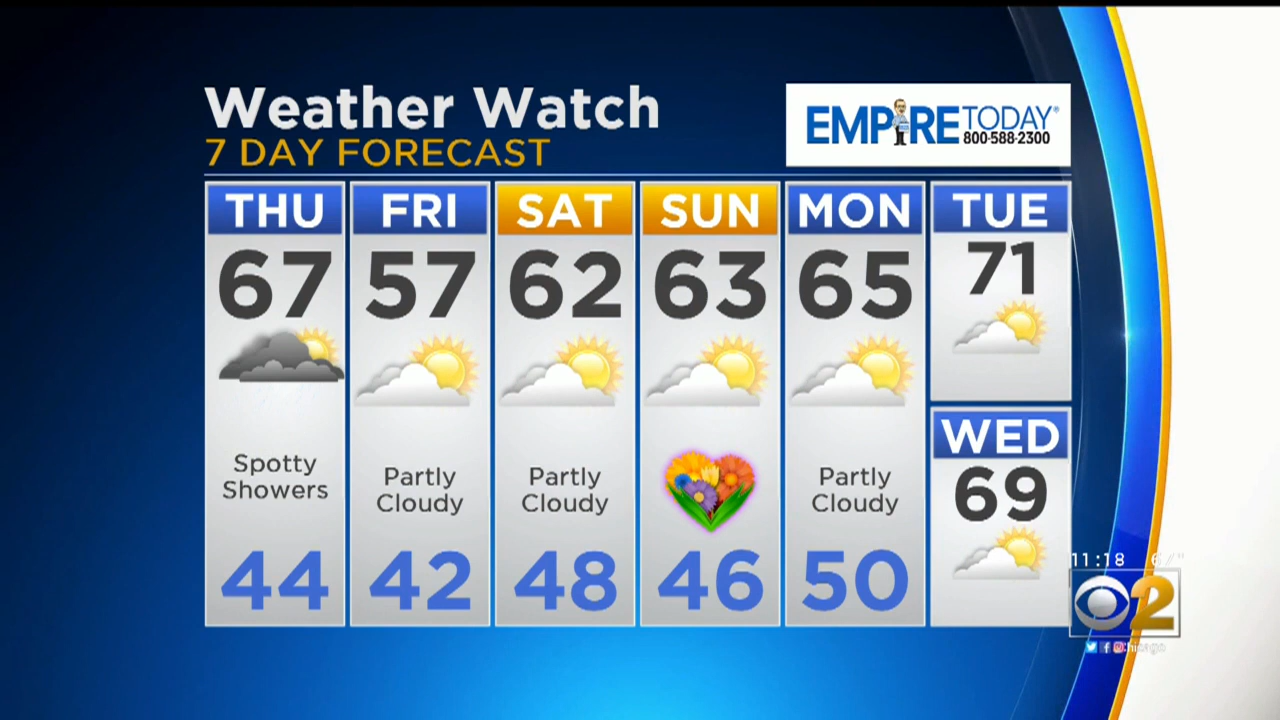 Weather Watch
7 DAY FORECAST
EMPIRE TODAY®
800-588-2300
THU
67
Spotty
Showers
44
FRI
57
Partly
Cloudy
42
SAT
62
Partly
Cloudy
48
SUN
63
46
MON
65
Partly
Cloudy
50
TUE
71
WED
69
11:18
2